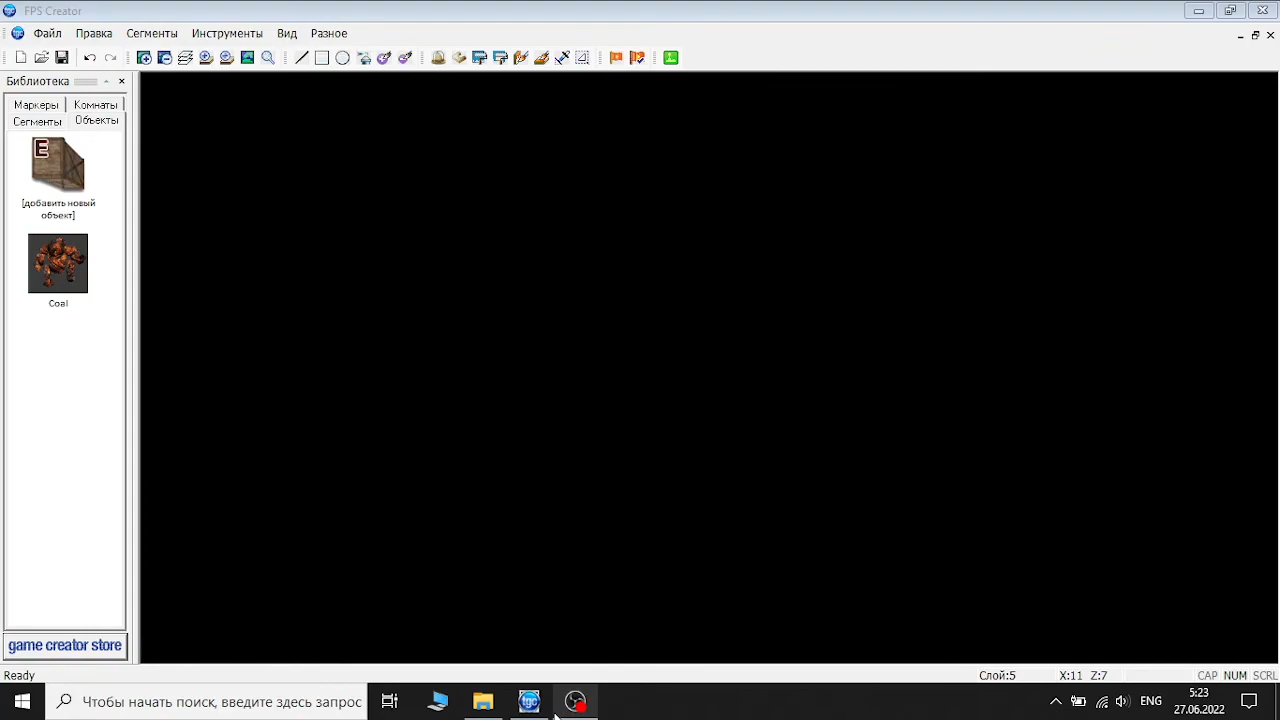 FPS Creator
Файл Правка Сегменты Инструменты Вид Разное
Библиотека
Маркеры Комнаты
Сегменты Объекты
E
[добавить новый
объект]
Coal
game creator store
Ready Слой:5 X:11 Z:7 CAP NUM SCRL
Чтобы начать поиск, введите здесь запрос
tgc
ENG
5:23
27.06.2022